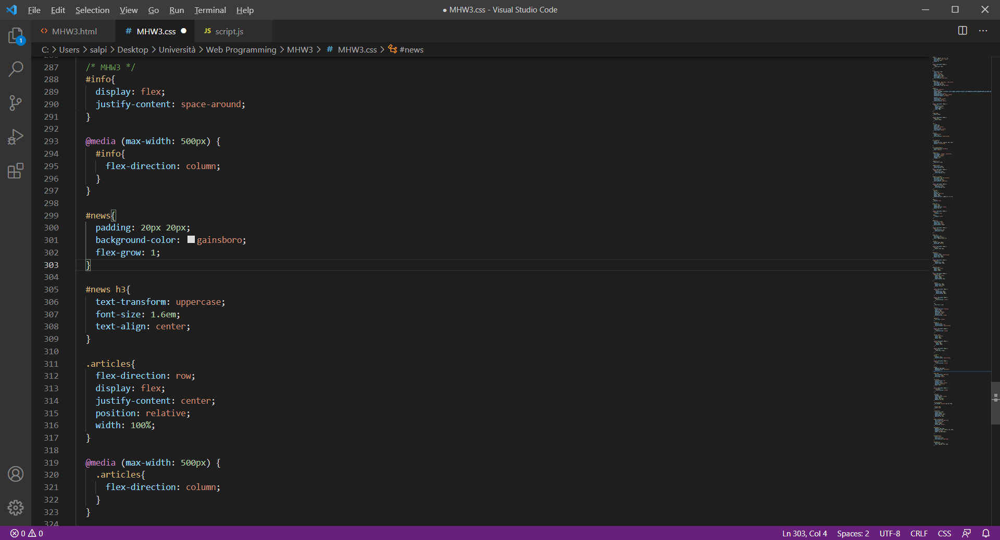 File Edit Selection View Go Run Terminal Help
● MHW3.css - Visual Studio Code
1
<> MHW3.html
# MHW3.css ●
JS script.js
C: > Users > salpi > Desktop > Università > Web Programming > MHW3 > # MHW3.css > #news
287 /* MHW3 */
288 #info{
289 display: flex;
290 justify-content: space-around;
291 }
292
293 @media (max-width: 500px) {
294 #info{
295 flex-direction: column;
296 }
297 }
298
299 #news{
300 padding: 20px 20px;
301 background-color: gainsboro;
302 flex-grow: 1;
303 }
304
305 #news h3{
306 text-transform: uppercase;
307 font-size: 1.6em;
308 text-align: center;
309 }
310
311 .articles{
312 flex-direction: row;
313 display: flex;
314 justify-content: center;
315 position: relative;
316 width: 100%;
317 }
318
319 @media (max-width: 500px) {
320 .articles{
321 flex-direction: column;
322 }
323 }
324
0 0
Ln 303, Col 4 Spaces: 2 UTF-8 CRLF CSS